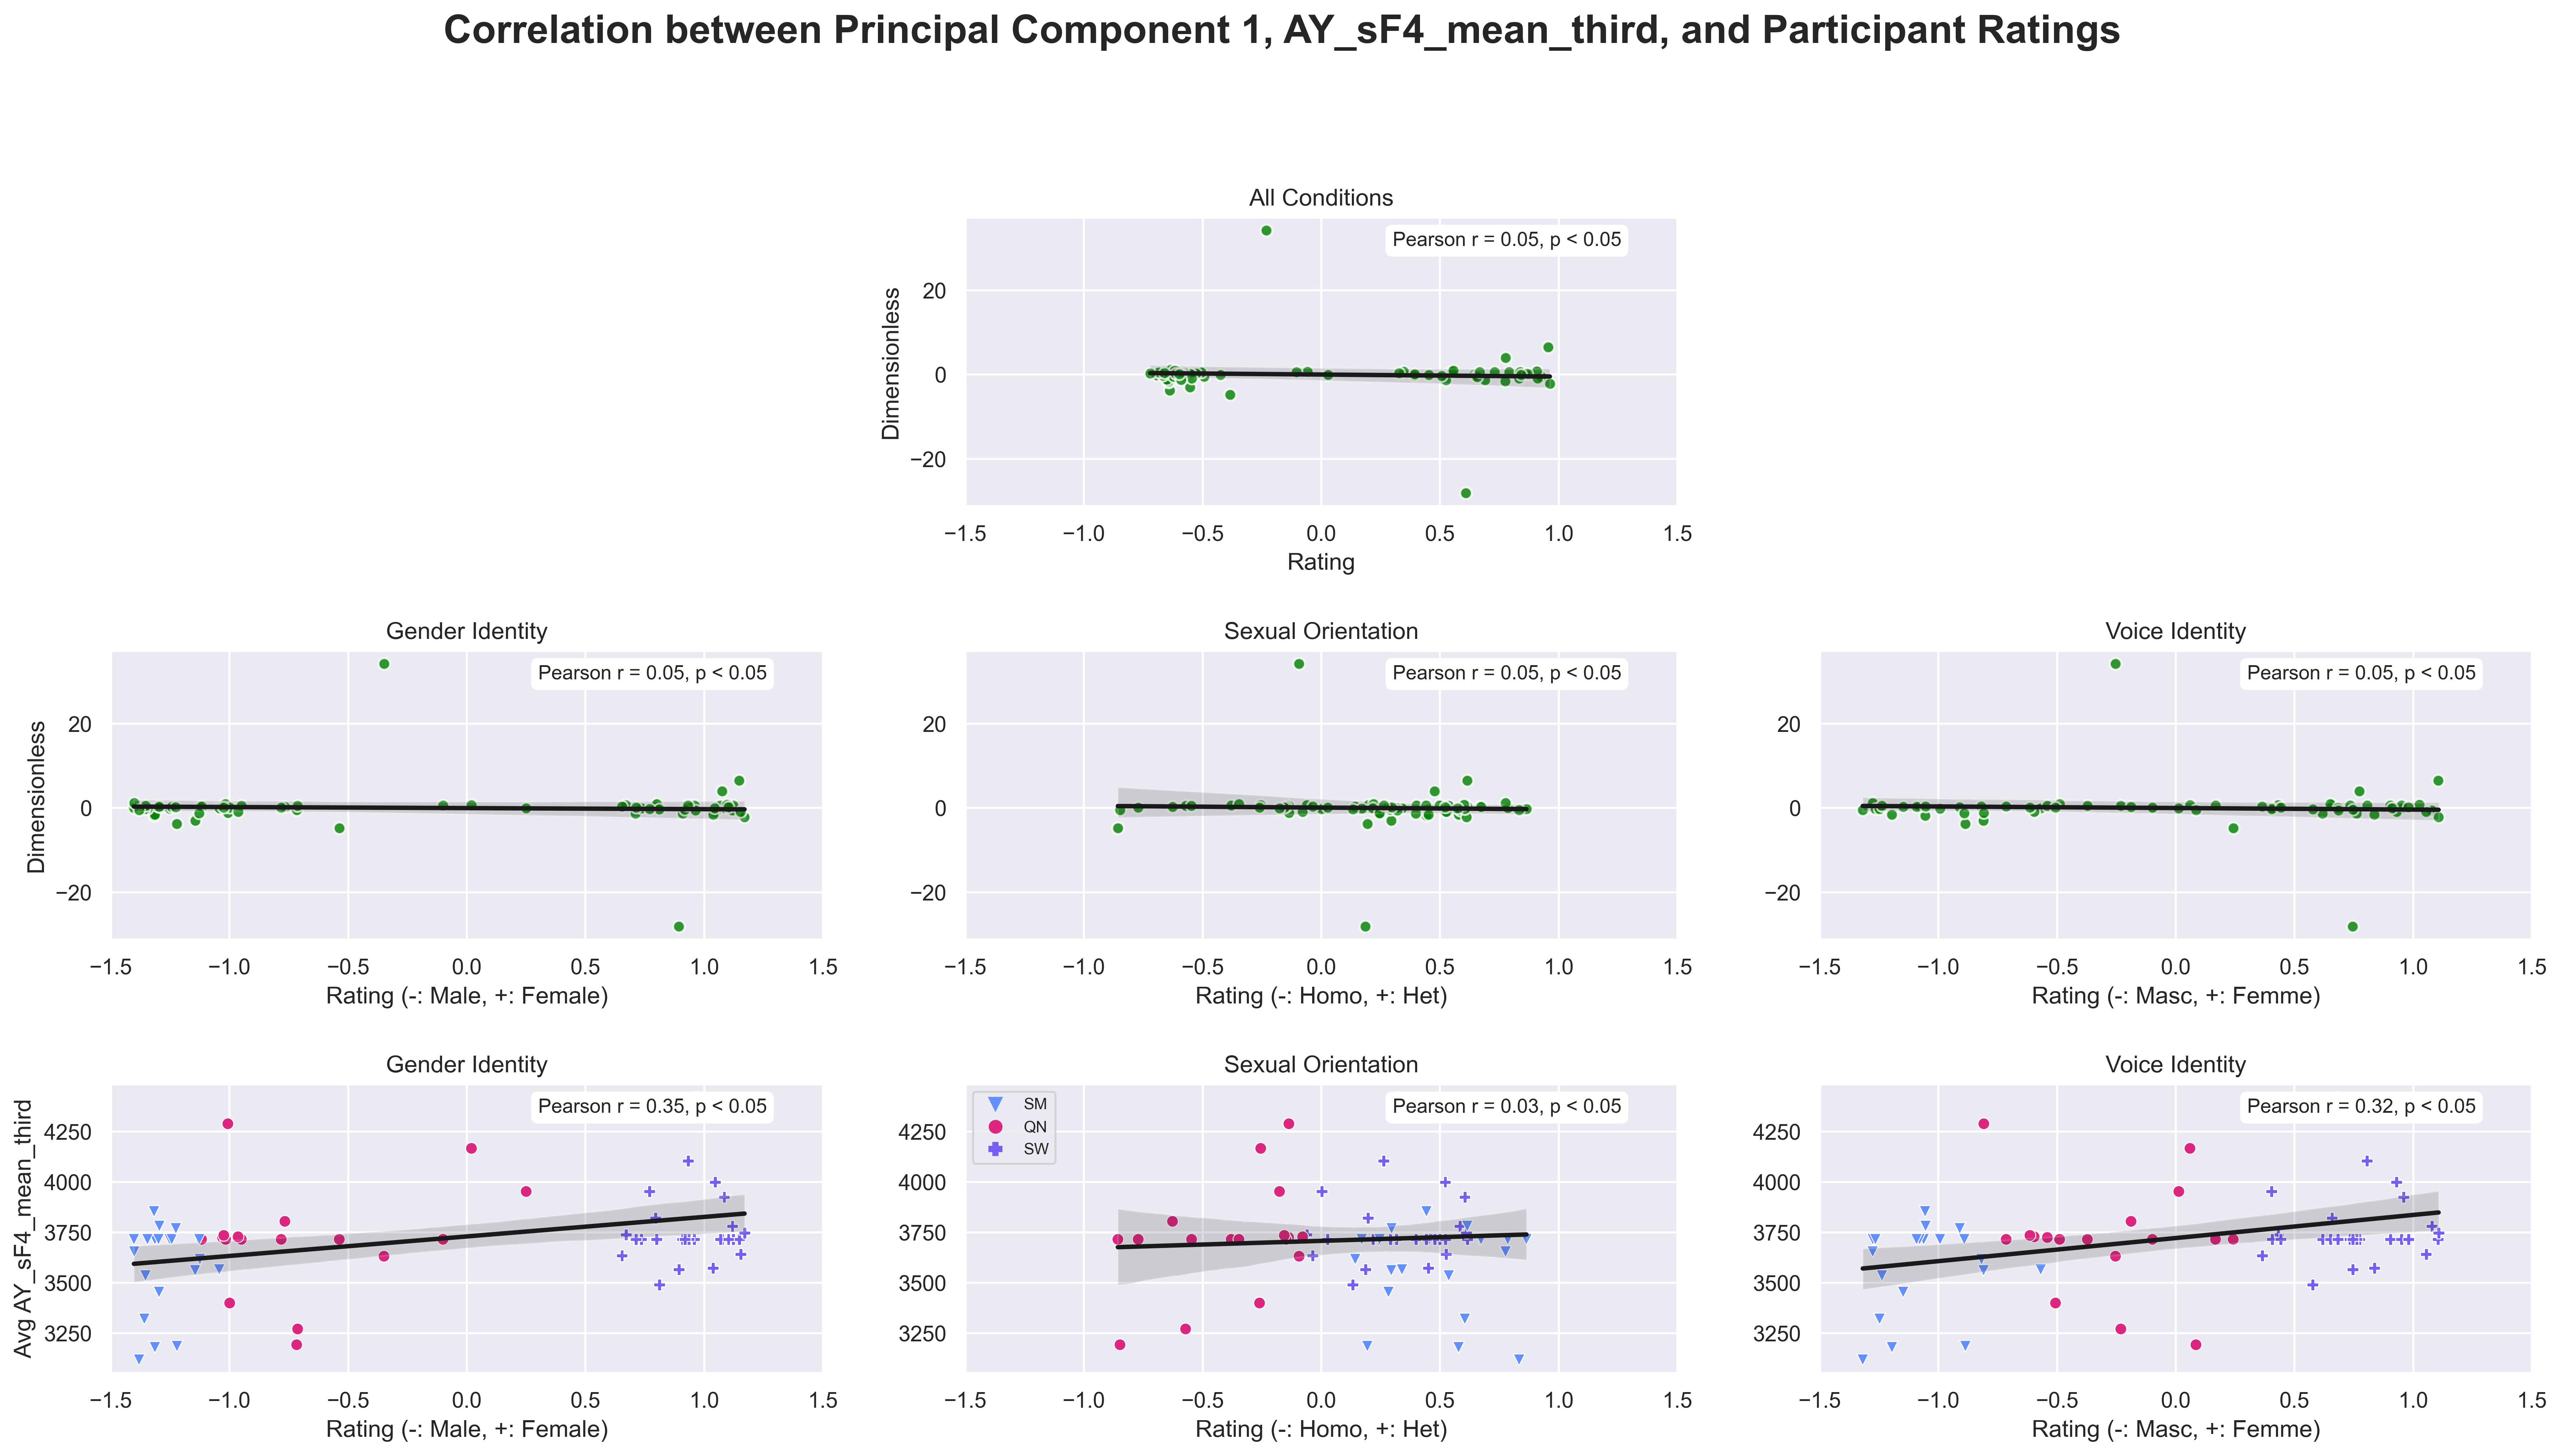 Correlation between Principal Component 1, AY_sF4_mean_third, and Participant Ratings
All Conditions
Pearson r = 0.05, p < 0.05
Dimensionless
20
0
−20
−1.5 −1.0 −0.5 0.0 0.5 1.0 1.5
Rating
Gender Identity
Pearson r = 0.05, p < 0.05
Dimensionless
20
0
−20
−1.5 −1.0 −0.5 0.0 0.5 1.0 1.5
Rating (-: Male, +: Female)
Sexual Orientation
Pearson r = 0.05, p < 0.05
20
0
−20
−1.5 −1.0 −0.5 0.0 0.5 1.0 1.5
Rating (-: Homo, +: Het)
Voice Identity
Pearson r = 0.05, p < 0.05
20
0
−20
−1.5 −1.0 −0.5 0.0 0.5 1.0 1.5
Rating (-: Masc, +: Femme)
Gender Identity
Pearson r = 0.35, p < 0.05
Avg AY_sF4_mean_third
4250
4000
3750
3500
3250
−1.5 −1.0 −0.5 0.0 0.5 1.0 1.5
Rating (-: Male, +: Female)
Sexual Orientation
SM
QN
SW
Pearson r = 0.03, p < 0.05
4250
4000
3750
3500
3250
−1.5 −1.0 −0.5 0.0 0.5 1.0 1.5
Rating (-: Homo, +: Het)
Voice Identity
Pearson r = 0.32, p < 0.05
4250
4000
3750
3500
3250
−1.5 −1.0 −0.5 0.0 0.5 1.0 1.5
Rating (-: Masc, +: Femme)